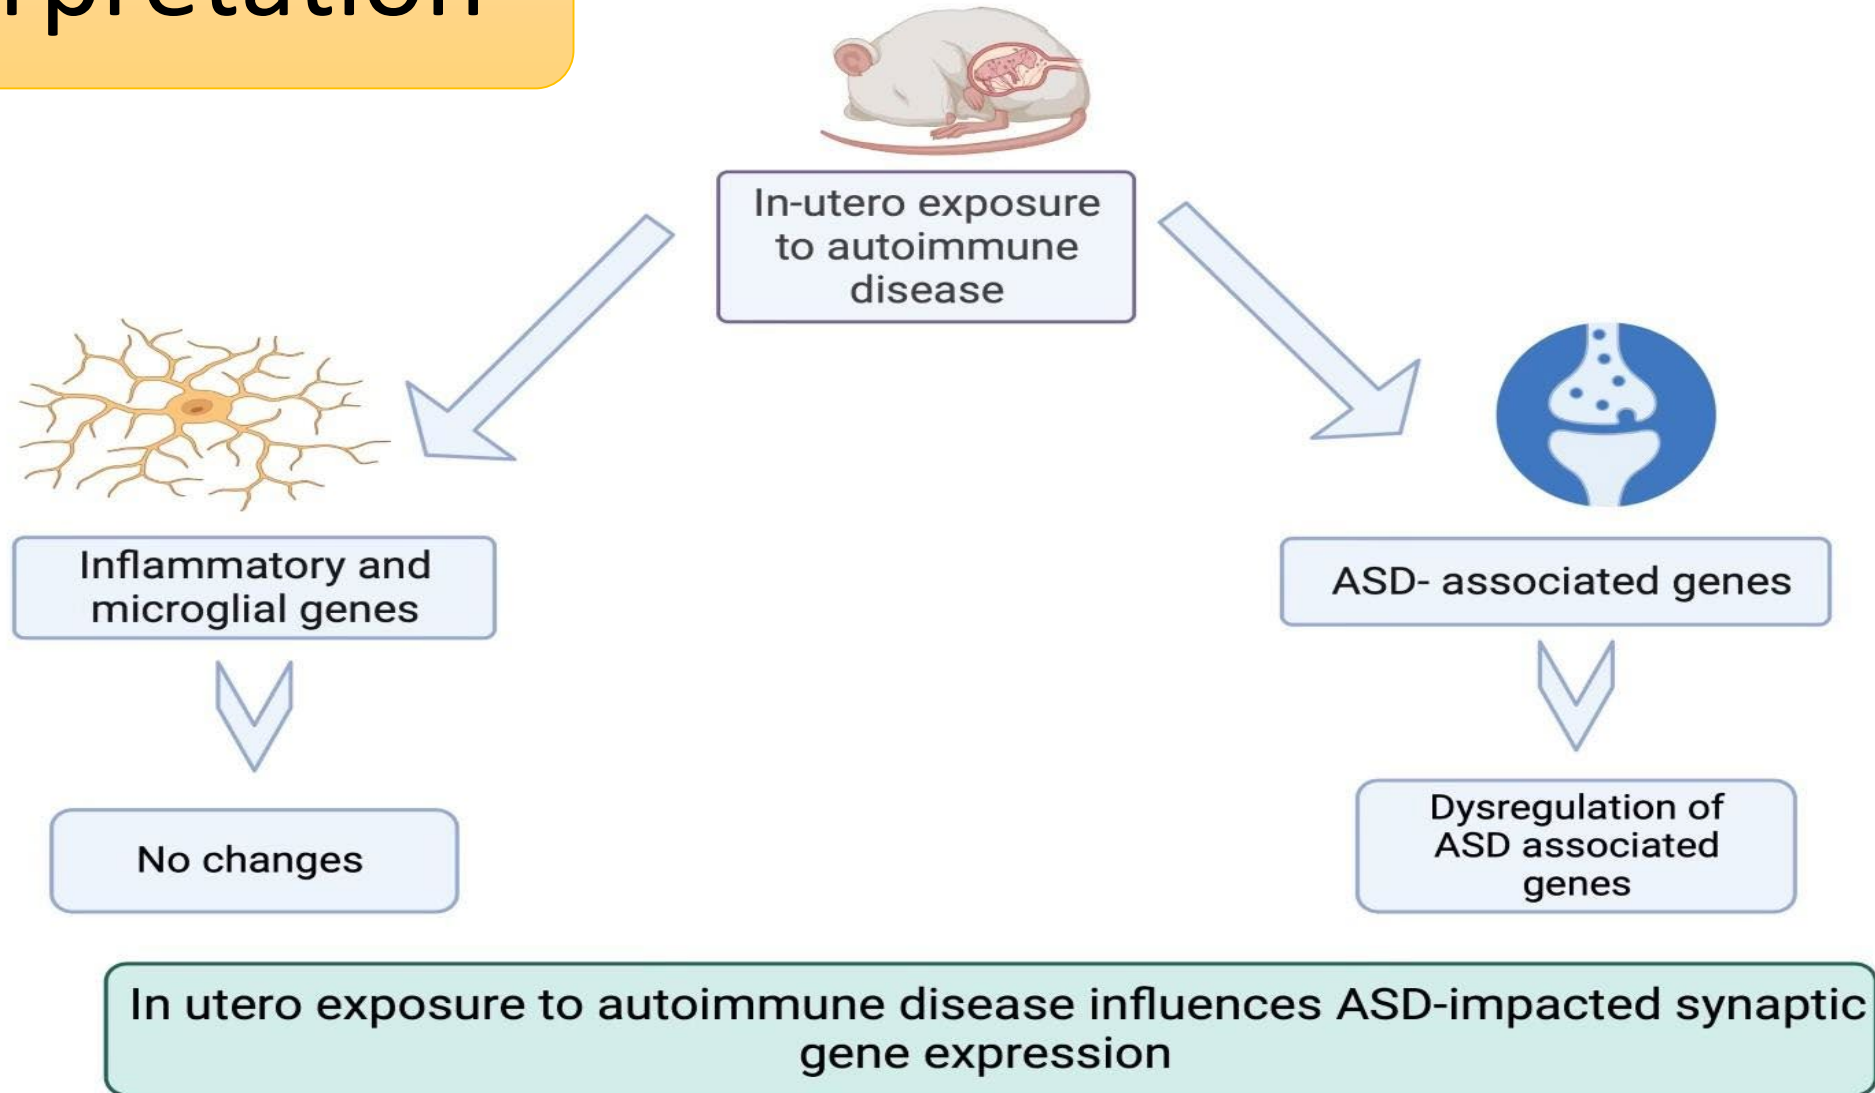 rpretation
In-utero exposure
to autoimmune
disease
Inflammatory and
microglial genes
ASD- associated genes
No changes
Dysregulation of
ASD associated
genes
In utero exposure to autoimmune disease influences ASD-impacted synaptic
gene expression